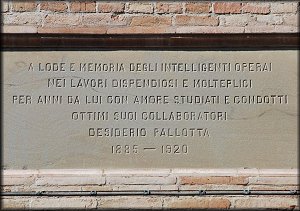 A LODE E MEMORIA DEGLI INTELLIGENTI OPERAI
NEI LAVORI DISPENDIOSI E MOLTEPLICI
PER ANNI DA LUI CON AMORE STUDIATI E CONDOTTI
OTTIMI SUOI COLLABORATORI
DESIDERIO PALLOTTA
1885 — 1920